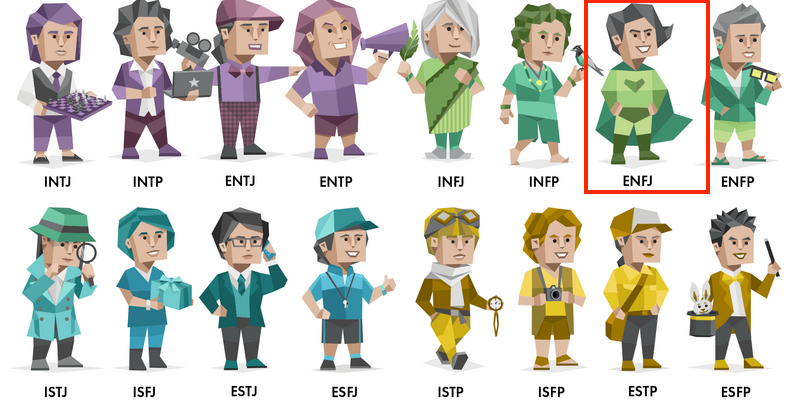 INTJ
INTP
ENTJ
ENTP
INFJ
INFP
ENFJ
ENFP
ISTJ
ISFJ
ESTJ
ESFJ
ISTP
ISFP
ESTP
ESFP